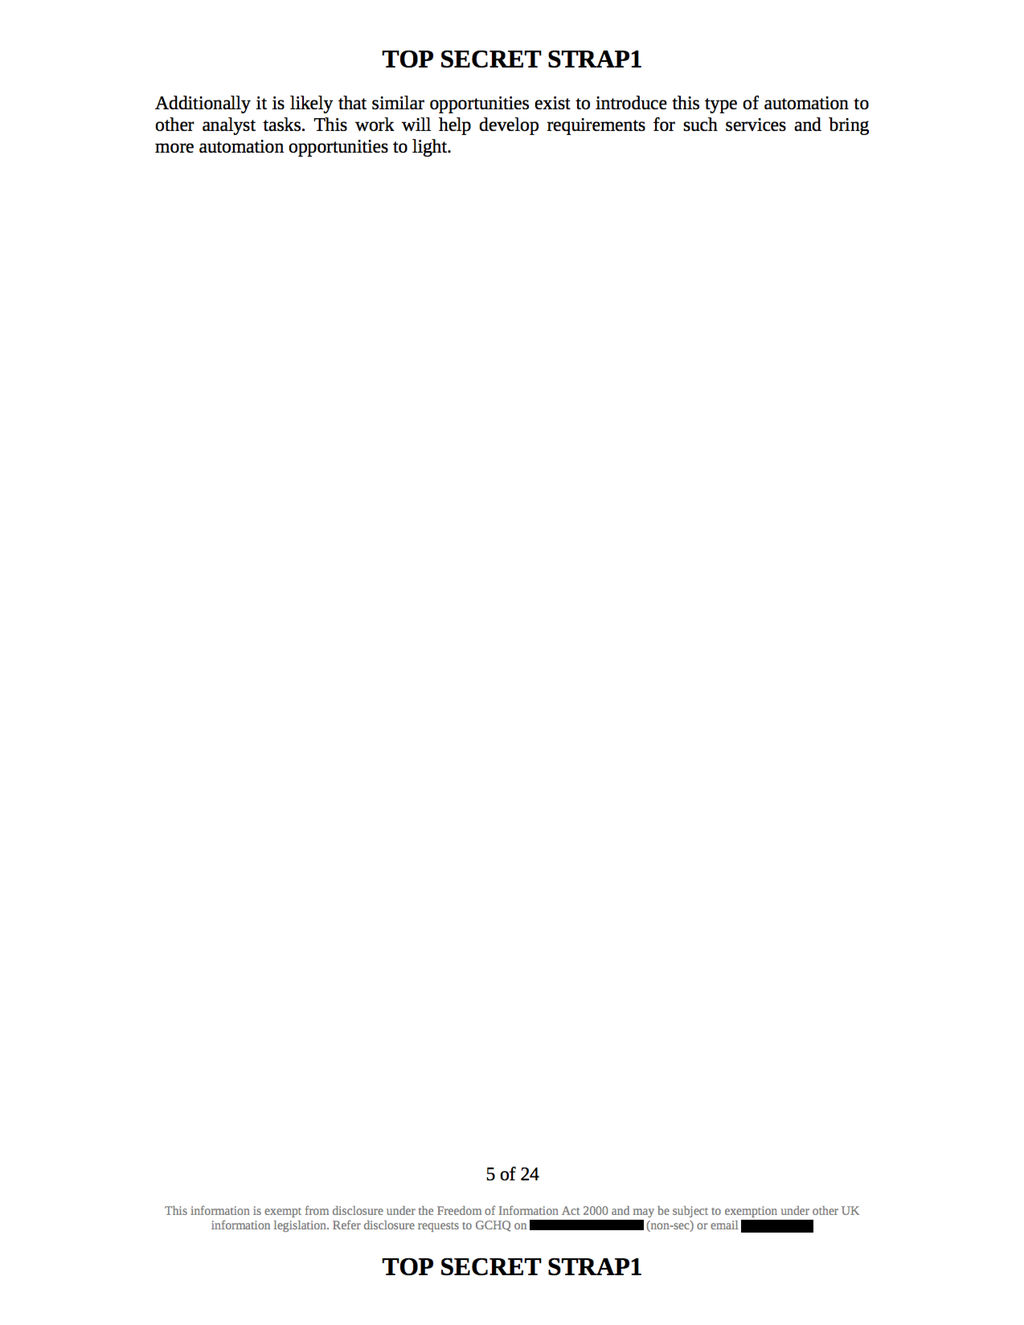 TOP SECRET STRAP1
Additionally it is likely that similar opportunities exist to introduce this type of automation to
other analyst tasks. This work will help develop requirements for such services and bring
more automation opportunities to light.
5 of 24
This information is exempt from disclosure under the Freedom of Information Act 2000 and may be subject to exemption under other UK
information legislation. Refer disclosure requests to GCHQ on (non-sec) or email
TOP SECRET STRAP1